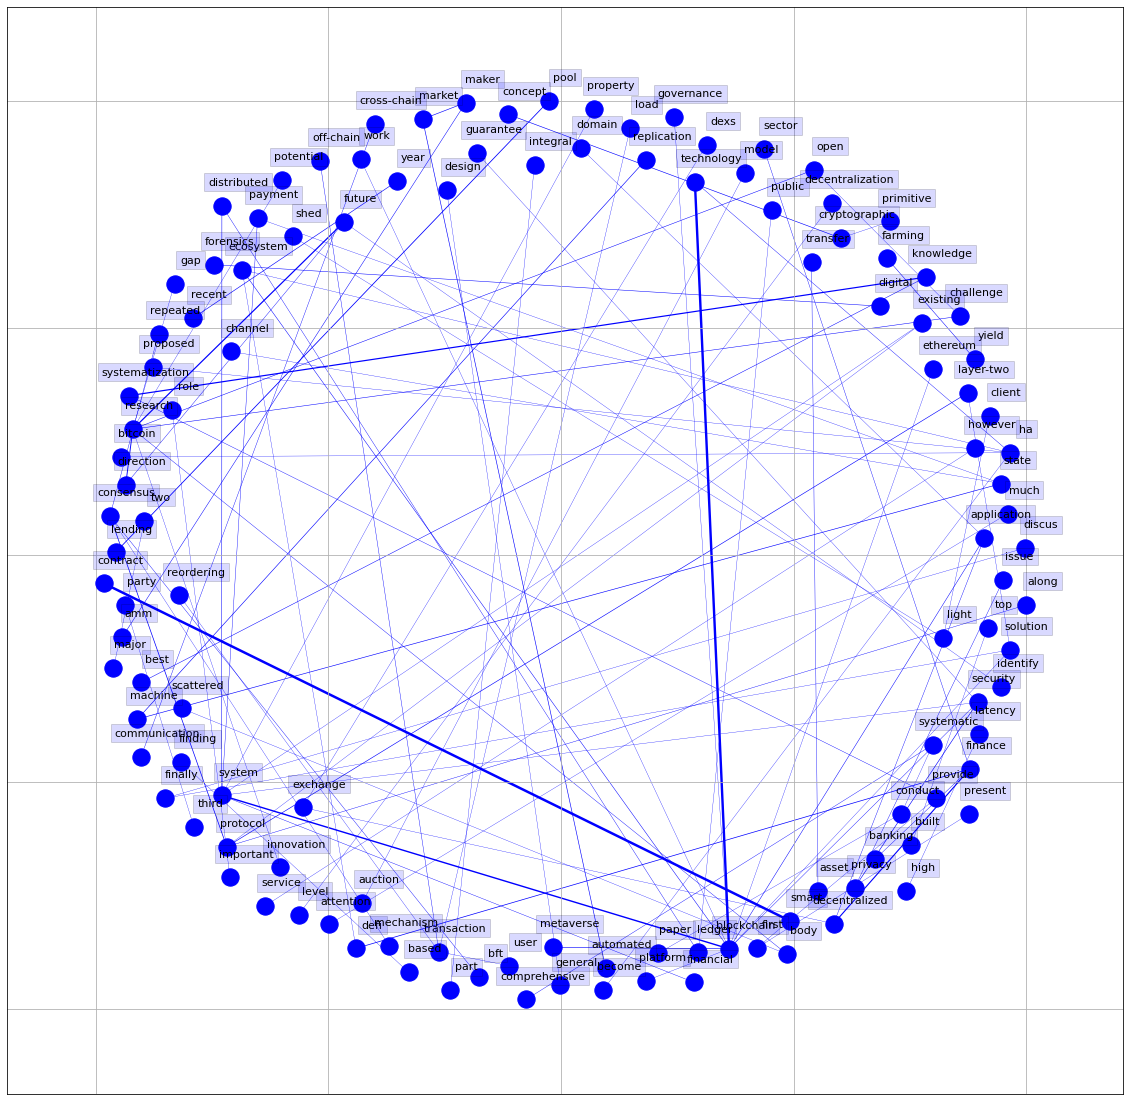 pool
maker
property
concept
governance
market
cross-chain
load
dexs
domain
sector
guarantee
off-chain
work
replication
integral
open
model
technology
potential
year
design
decentralization
public
distributed
payment
future
primitive
shed
cryptographic
farming
transfer
forensics
ecosystem
knowledge
gap
digital
recent
challenge
existing
repeated
channel
yield
proposed
ethereum
layer-two
systematization
role
client
research
however
ha
bitcoin
direction
state
consensus
two
much
application
discus
lending
issue
contract
reordering
along
party
top
light
amm
solution
major
best
identify
security
scattered
machine
latency
systematic
communication
finding
finance
system
finally
provide
exchange
conduct
present
third
built
protocol
banking
innovation
important
privacy
asset
high
service
auction
level
smart
decentralized
attention
defi
mechanism
metaverse
blockchain
first
transaction
paper
ledger
body
user
automated
based
bft
platform
financial
general
become
part
comprehensive